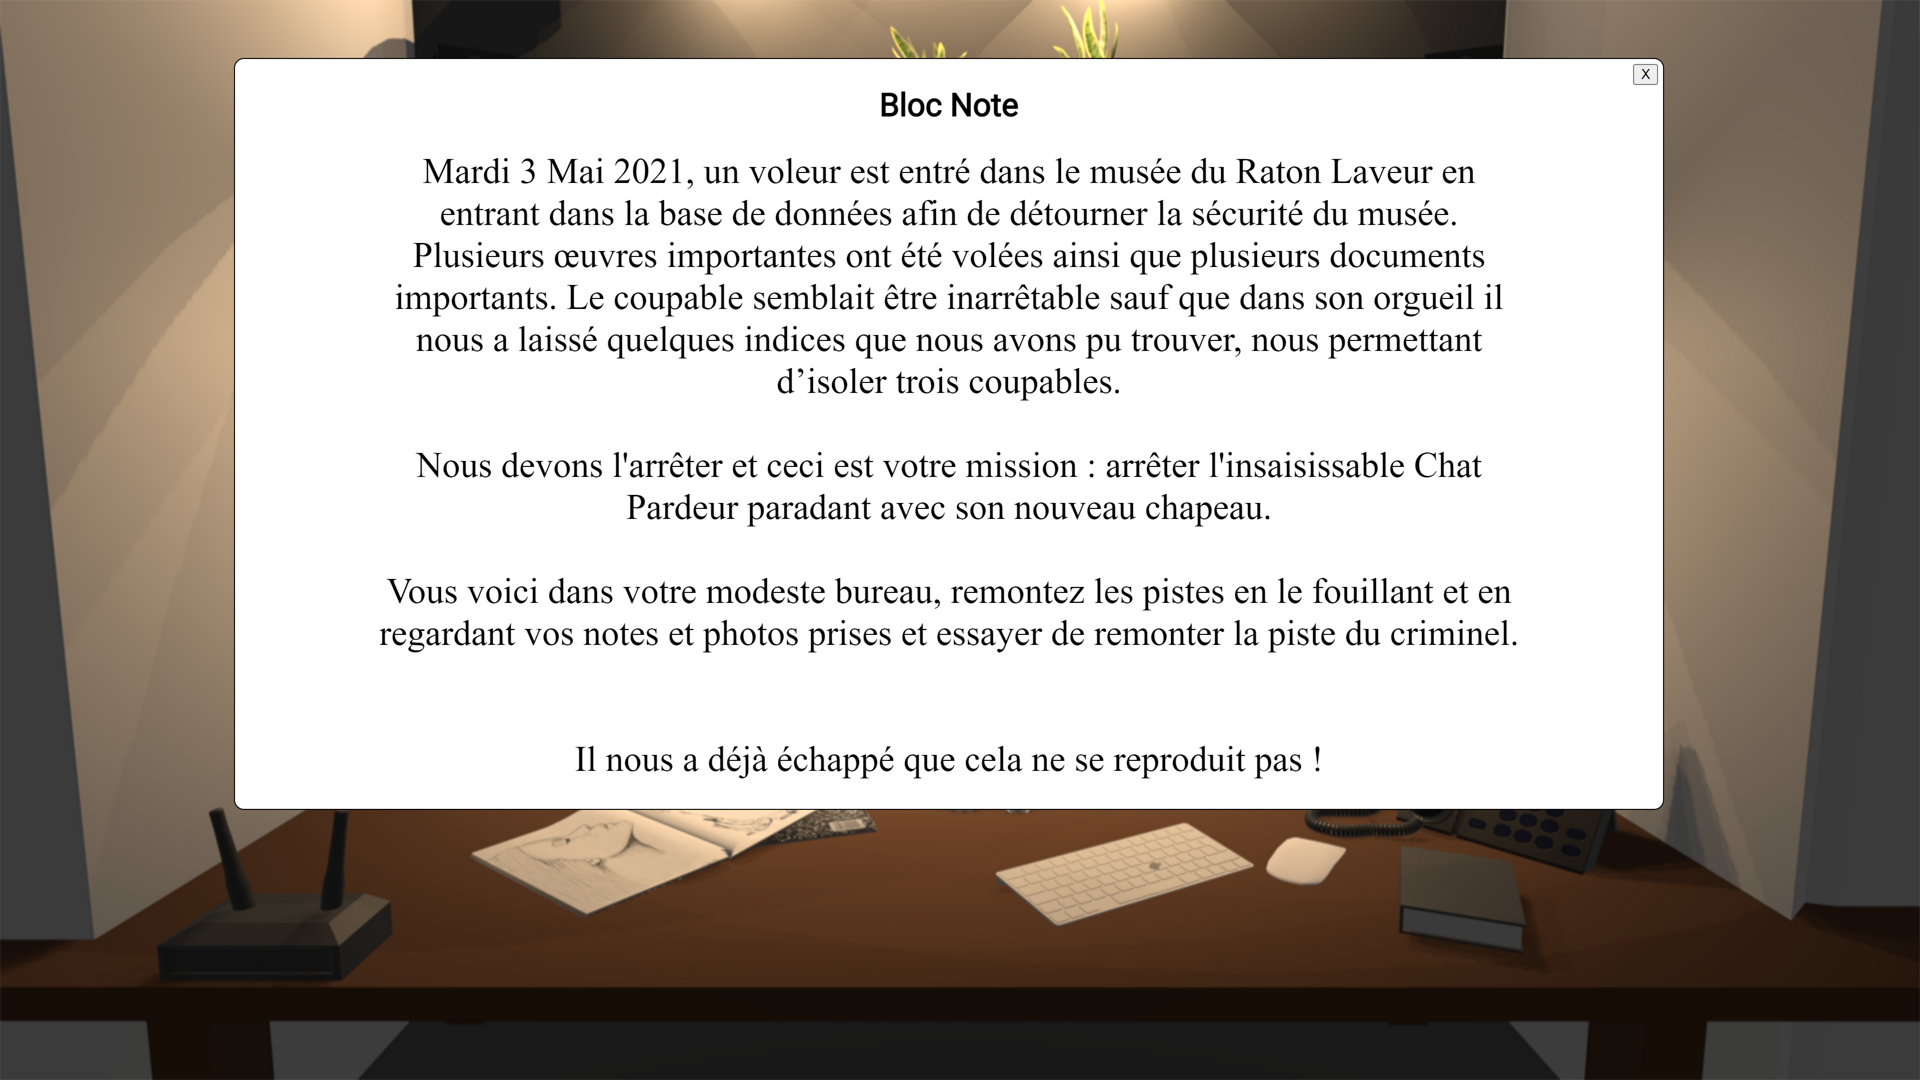 X
Bloc Note
Mardi 3 Mai 2021, un voleur est entré dans le musée du Raton Laveur en
entrant dans la base de données afin de détourner la sécurité du musée.
Plusieurs œuvres importantes ont été volées ainsi que plusieurs documents
importants. Le coupable semblait être inarrêtable sauf que dans son orgueil il
nous a laissé quelques indices que nous avons pu trouver, nous permettant
d’isoler trois coupables.
Nous devons l'arrêter et ceci est votre mission : arrêter l'insaisissable Chat
Pardeur paradant avec son nouveau chapeau.
Vous voici dans votre modeste bureau, remontez les pistes en le fouillant et en
regardant vos notes et photos prises et essayer de remonter la piste du criminel.
Il nous a déjà échappé que cela ne se reproduit pas !